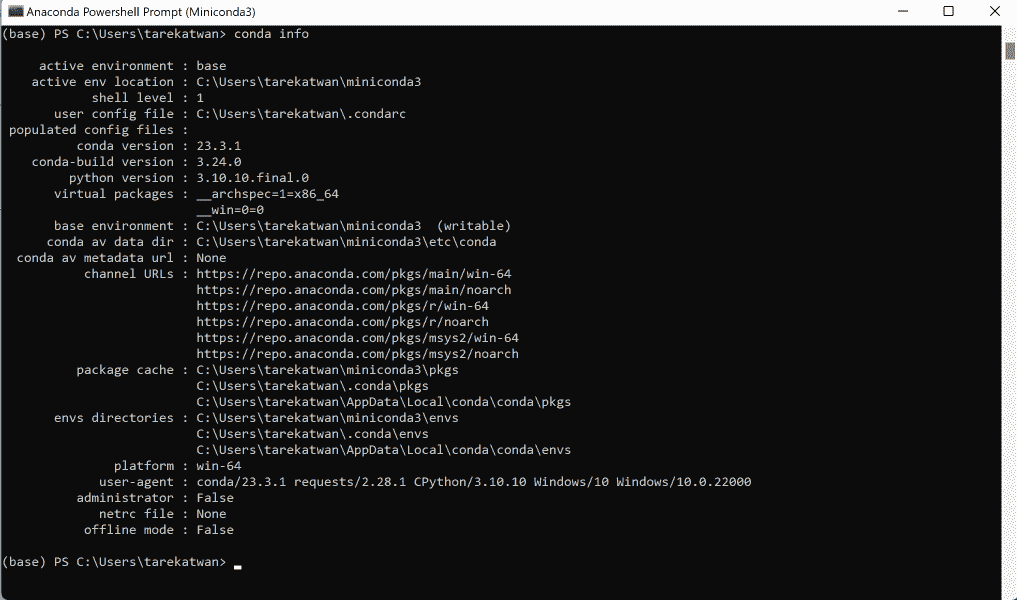 Anaconda Powershell Prompt (Miniconda3)
(base) PS C:\Users\tarekatwan> conda info
active environment : base
active env location : C:\Users\tarekatwan\miniconda3
shell level : 1
user config file : C:\Users\tarekatwan\.condarc
populated config files :
conda version : 23.3.1
conda-build version : 3.24.0
python version : 3.10.10.final.0
virtual packages : __archspec=1=x86_64
__win=0=0
base environment : C:\Users\tarekatwan\miniconda3  (writable)
conda av data dir : C:\Users\tarekatwan\miniconda3\etc\conda
conda av metadata url : None
channel URLs : https://repo.anaconda.com/pkgs/main/win-64
https://repo.anaconda.com/pkgs/main/noarch
https://repo.anaconda.com/pkgs/r/win-64
https://repo.anaconda.com/pkgs/r/noarch
https://repo.anaconda.com/pkgs/msys2/win-64
https://repo.anaconda.com/pkgs/msys2/noarch
package cache : C:\Users\tarekatwan\miniconda3\pkgs
C:\Users\tarekatwan\.conda\pkgs
C:\Users\tarekatwan\AppData\Local\conda\conda\pkgs
envs directories : C:\Users\tarekatwan\miniconda3\envs
C:\Users\tarekatwan\.conda\envs
C:\Users\tarekatwan\AppData\Local\conda\conda\envs
platform : win-64
user-agent : conda/23.3.1 requests/2.28.1 CPython/3.10.10 Windows/10 Windows/10.0.22000
administrator : False
netrc file : None
offline mode : False
(base) PS C:\Users\tarekatwan>